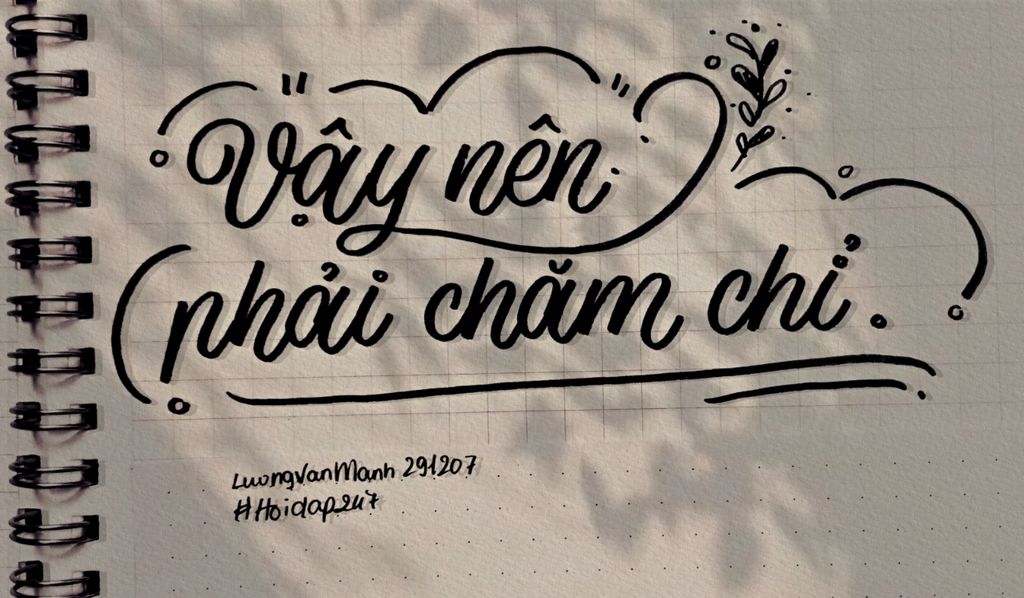 Vậy nên
phải chăm chỉ.
LuongVanManh 291207
#Hoidap247